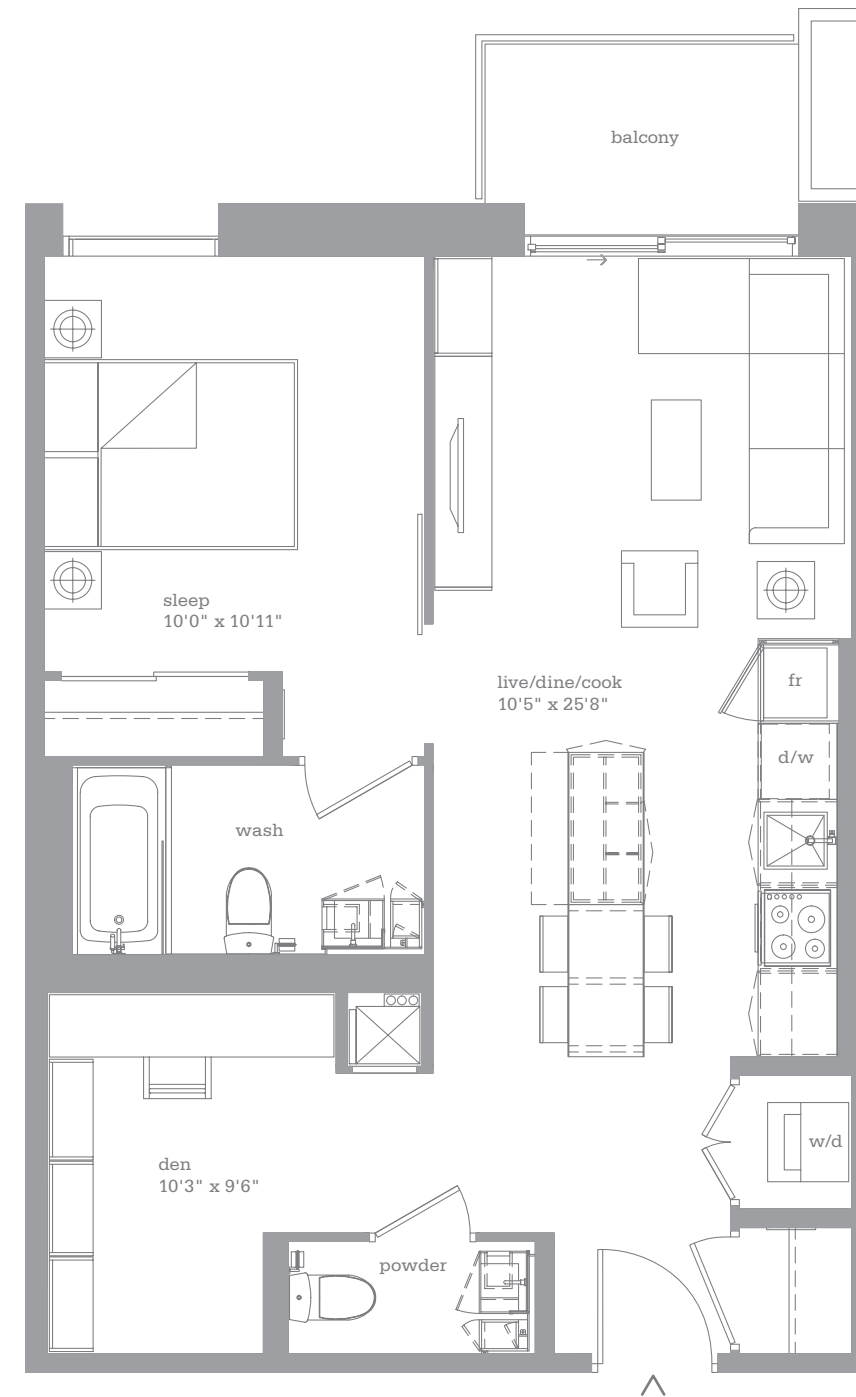 balcony
sleep
10'0" x 10'11"
live/dine/cook
10'5" x 25'8"
fr
d/w
wash
w/d
den
10'3" x 9'6"
powder